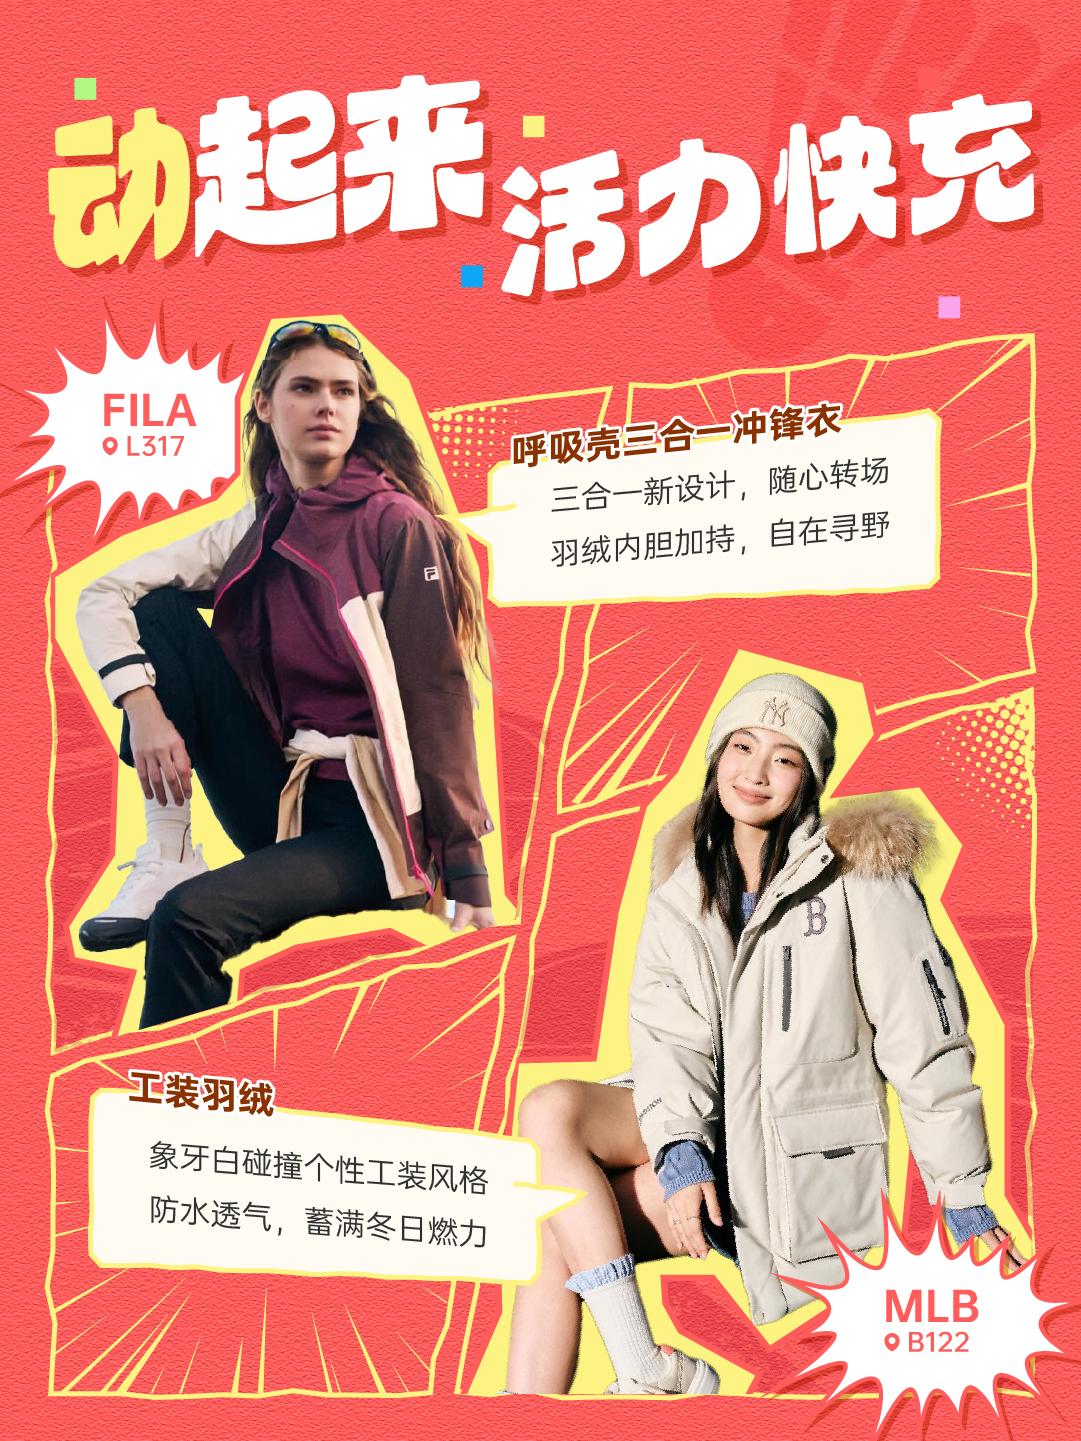 动起来
活力快充
FILA
L317
呼吸壳三合一冲锋衣
三合一新设计，随心转场
羽绒内胆加持，自在寻野
NY
B
工装羽绒
象牙白碰撞个性工装风格
防水透气，蓄满冬日燃力
MLB
B122